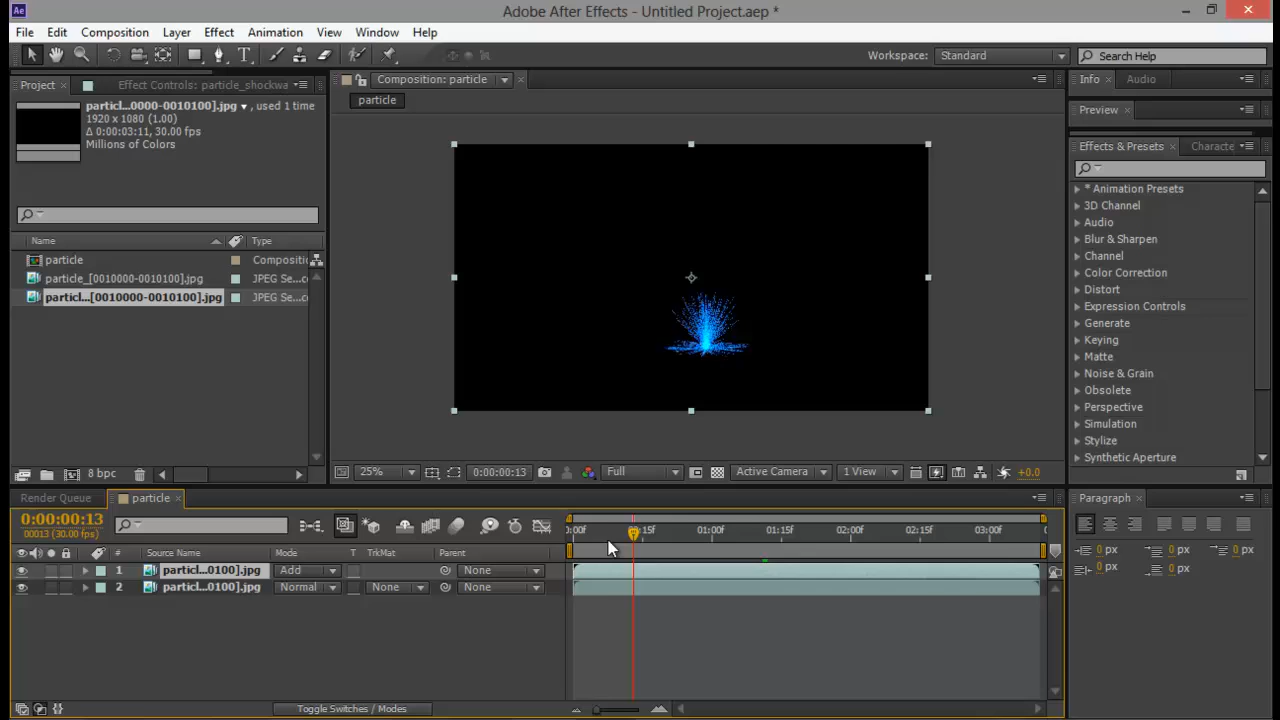 Ae
Adobe After Effects - Untitled Project.aep *
File Edit Composition Layer Effect Animation View Window Help
Workspace: Standard
Search Help
Project
Effect Controls: particle_shockwa
Composition: particle
Info
Audio
particle
particl...0000-0010100].jpg , used 1 time
1920 x 1080 (1.00)
Δ 0:00:03:11, 30.00 fps
Millions of Colors
Preview
Effects & Presets
Characte
* Animation Presets
3D Channel
Audio
Blur & Sharpen
Channel
Color Correction
Distort
Expression Controls
Generate
Keying
Matte
Noise & Grain
Obsolete
Perspective
Simulation
Stylize
Synthetic Aperture
Name Type
particle Compositi
particle_[0010000-0010100].jpg JPEG Se...
particl...[0010000-0010100].jpg JPEG Se...
8 bpc
25%
0:00:00:13
Full
Active Camera
1 View
+0.0
Render Queue
particle
0:00:00:13
00013 (30.00 fps)
# Source Name Mode T TrkMat Parent
1 particl...0100].jpg Add None
2 particl...0100].jpg Normal None None
01:00f 01:15f 02:00f 02:15f 03:00f
Toggle Switches / Modes
Paragraph
0 px 0 px 0 px
0 px 0 px